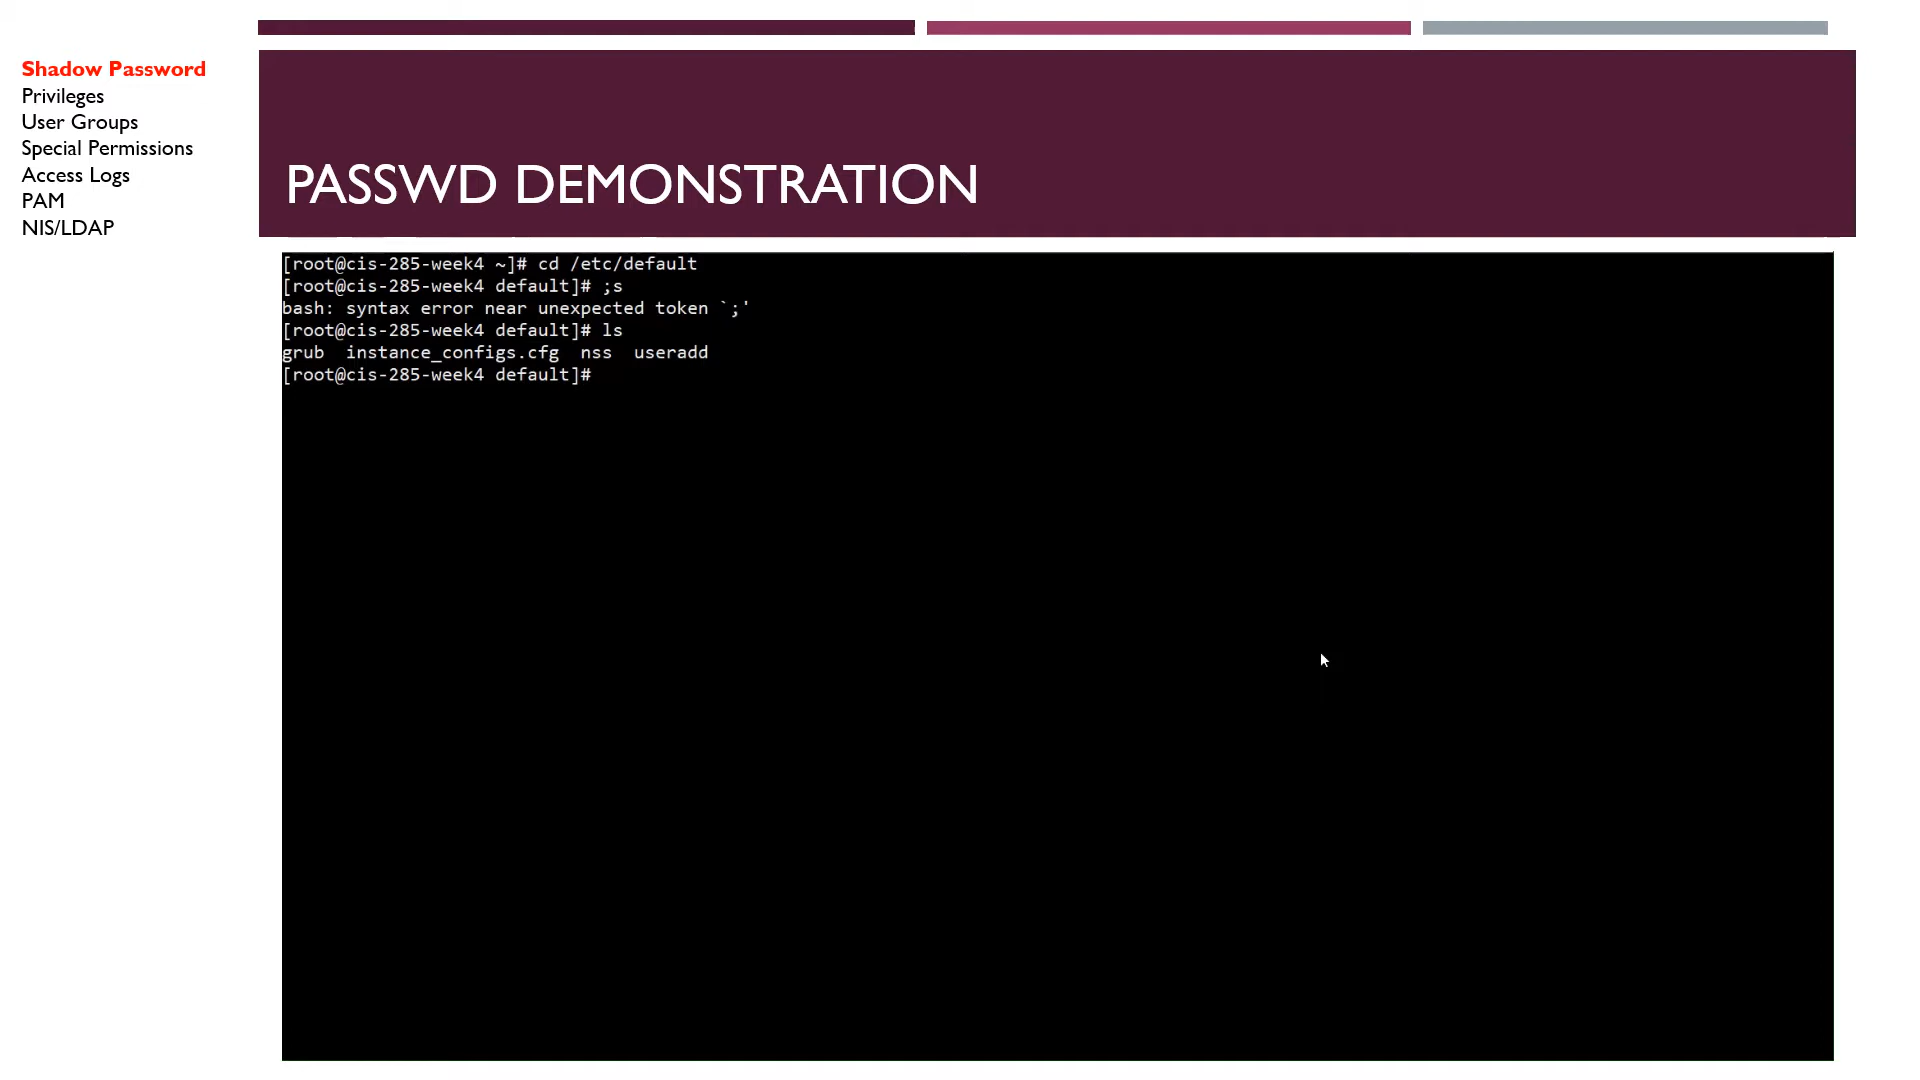 Shadow Password
Privileges
User Groups
Special Permissions
Access Logs
PAM
NIS/LDAP
PASSWD DEMONSTRATION
[root@cis-285-week4 ~]# cd /etc/default
[root@cis-285-week4 default]# ;s
bash: syntax error near unexpected token `;'
[root@cis-285-week4 default]# ls
grub  instance_configs.cfg  nss  useradd
[root@cis-285-week4 default]#